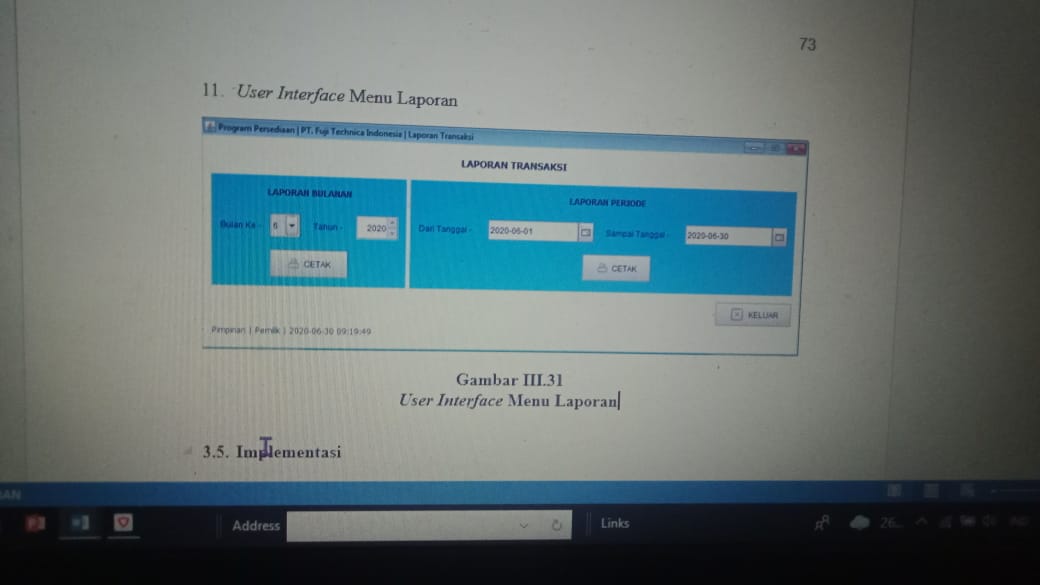 73
11. User Interface Menu Laporan
Program Persediaan | PT. Fuji Technica Indonesia | Laporan Transaksi
LAPORAN TRANSAKSI
LAPORAN BULANAN
Bulan Ke - 6 Tahun - 2020
CETAK
LAPORAN PERIODE
Dari Tanggal - 2020-06-01 Sampai Tanggal - 2020-06-30
CETAK
KELUAR
Pimpinan | Pemilik | 2020-06-30 09:19:49
Gambar III.31
User Interface Menu Laporan
3.5. Implementasi
Address
Links
26...